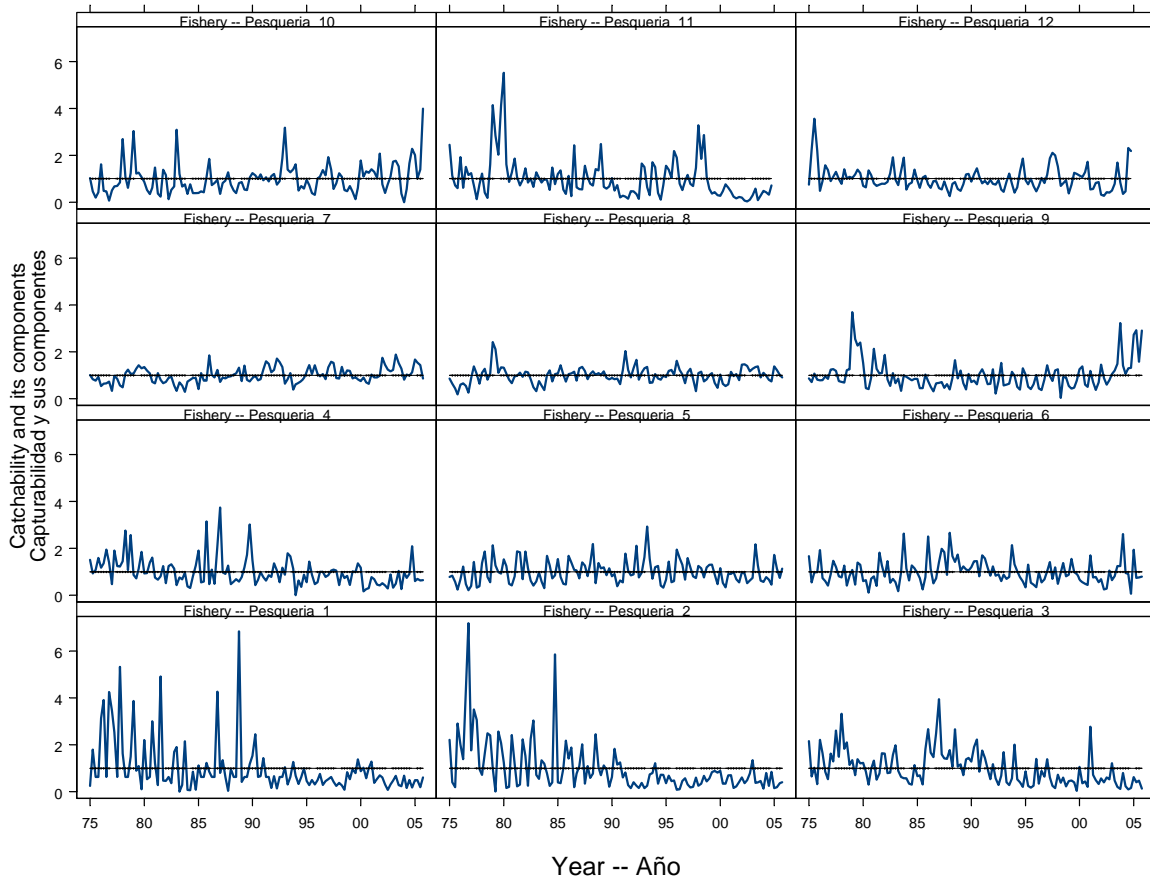 Fishery -- Pesqueria 10 Fishery -- Pesqueria 11 Fishery -- Pesqueria 12
6
4
2
0
Fishery -- Pesqueria 7 Fishery -- Pesqueria 8 Fishery -- Pesqueria 9
6
4
2
0
Fishery -- Pesqueria 4 Fishery -- Pesqueria 5 Fishery -- Pesqueria 6
6
4
2
0
Fishery -- Pesqueria 1 Fishery -- Pesqueria 2 Fishery -- Pesqueria 3
6
4
2
0
Catchability and its components
Capturabilidad y sus componentes
75 80 85 90 95 00 05 75 80 85 90 95 00 05 75 80 85 90 95 00 05
Year -- Año